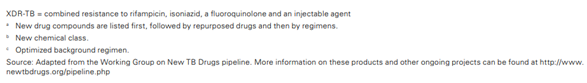 XDR-TB = combined resistance to rifampicin, isoniazid, a fluoroquinolone and an injectable agent
a New drug compounds are listed first, followed by repurposed drugs and then by regimens.
b New chemical class.
c Optimized background regimen.
Source: Adapted from the Working Group on New TB Drugs pipeline. More information on these products and other ongoing projects can be found at http://www.
newtbdrugs.org/pipeline.php